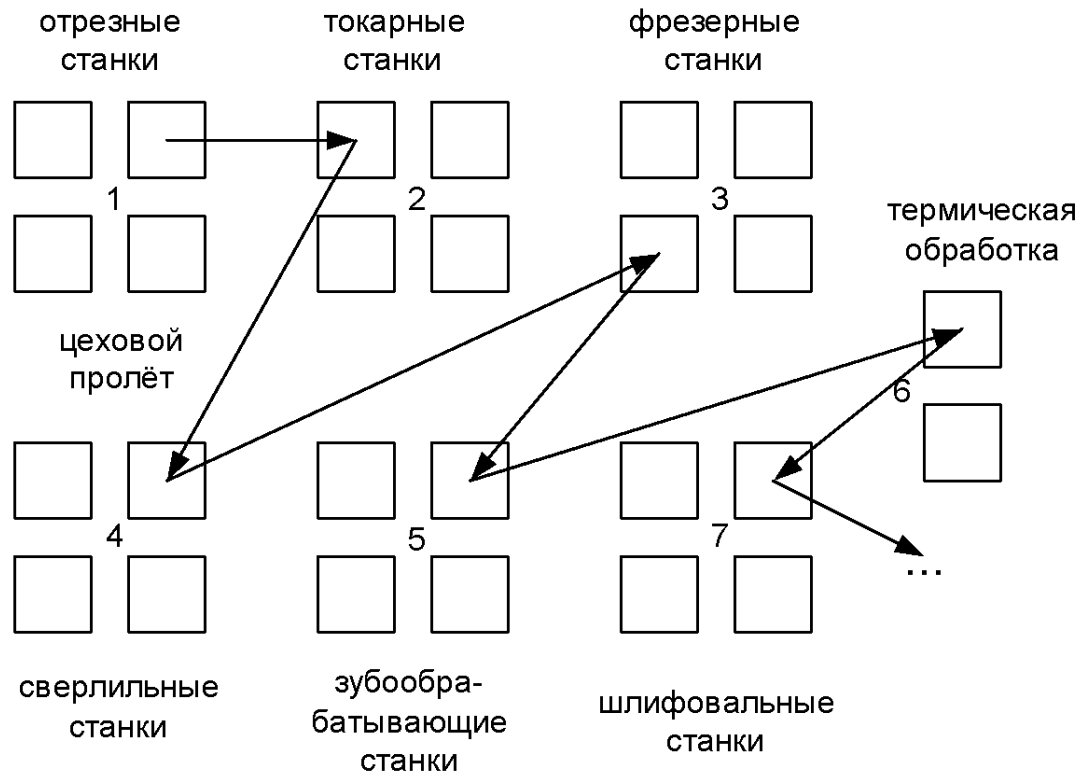 отрезные
станки
токарные
станки
фрезерные
станки
1
2
3
термическая
обработка
цеховой
пролёт
6
4
5
7
...
сверлильные
станки
зубообра-
батывающие
станки
шлифовальные
станки